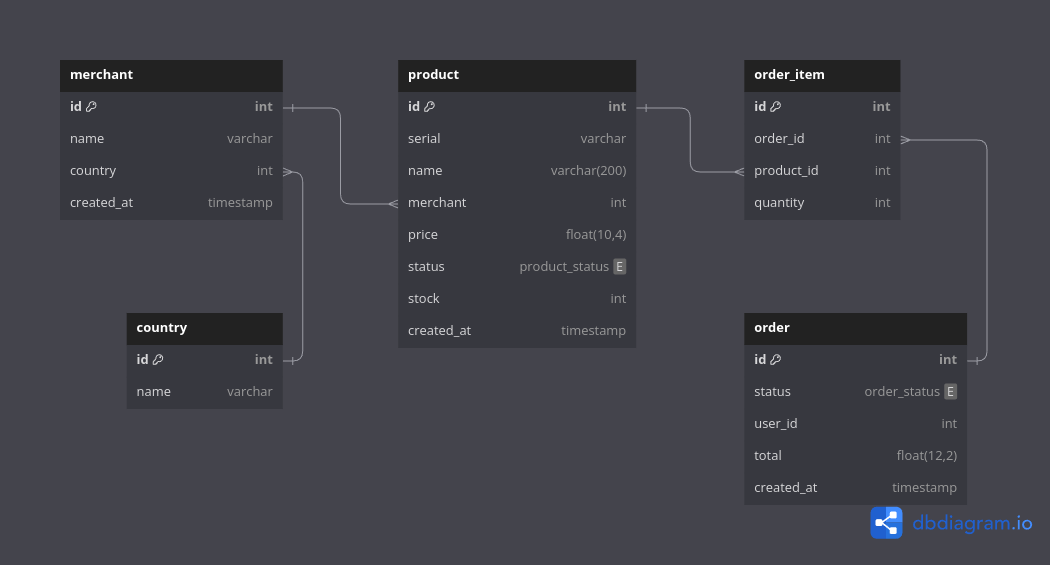 merchant
id int
name varchar
country int
created_at timestamp
product
id int
serial varchar
name varchar(200)
merchant int
price float(10,4)
status product_status E
stock int
created_at timestamp
order_item
id int
order_id int
product_id int
quantity int
country
id int
name varchar
order
id int
status order_status E
user_id int
total float(12,2)
created_at timestamp
dbdiagram.io